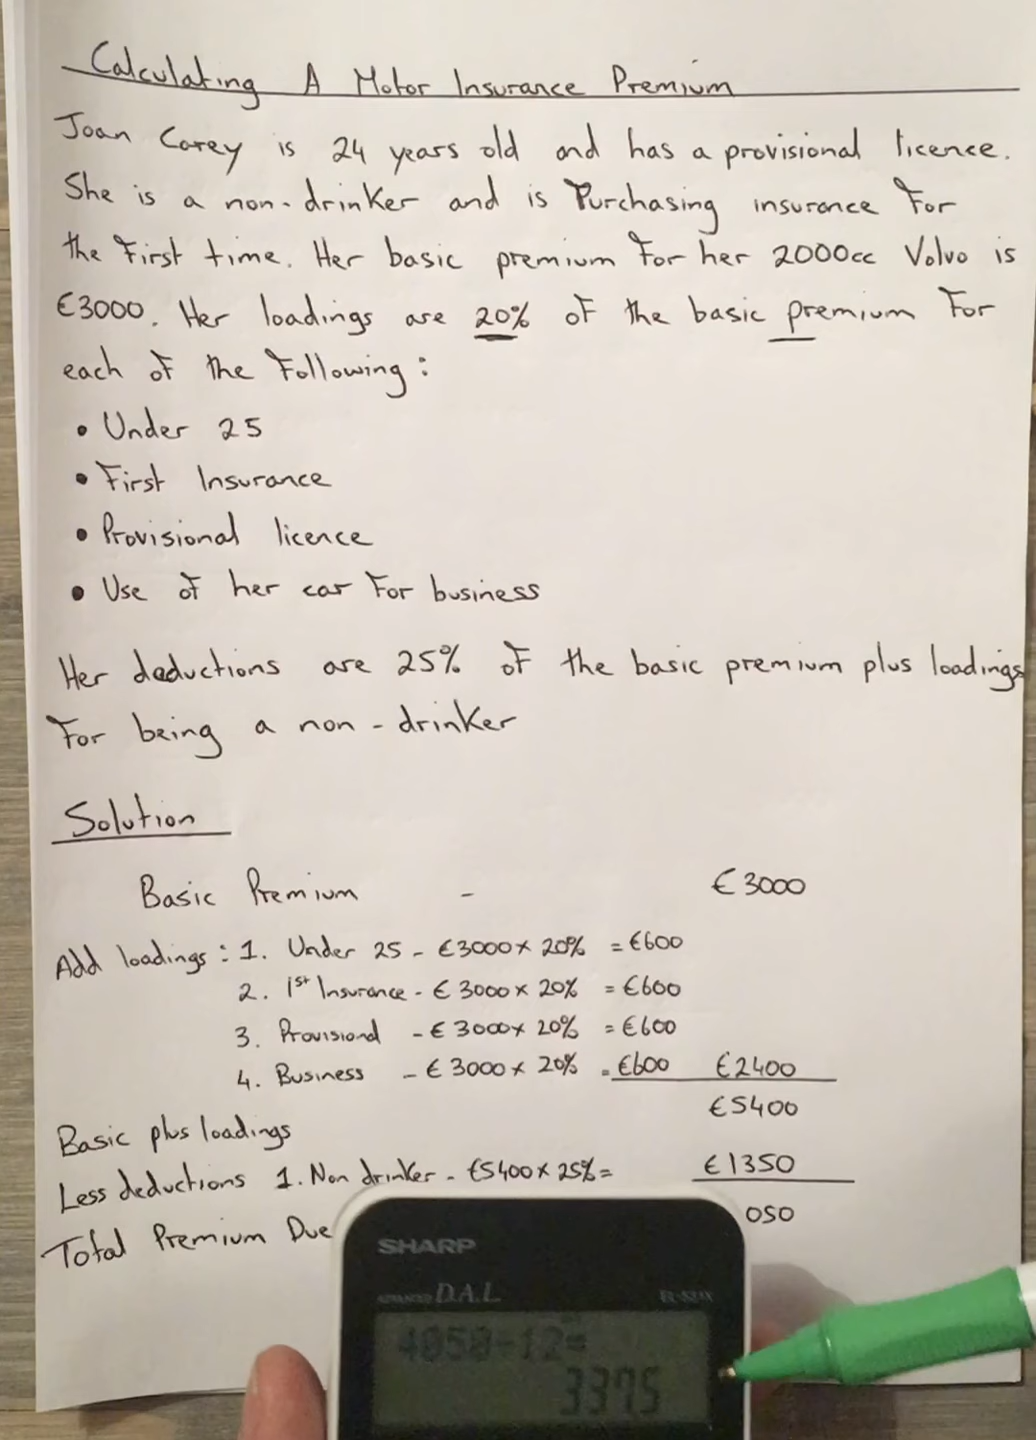 Calculating A Motor Insurance Premium
Joan Carey is 24 years old and has a provisional licence.
She is a non-drinker and is Purchasing insurance For
the First time. Her basic premium For her 2000cc Volvo is
€3000. Her loadings are 20% of the basic premium For
each of the Following:
• Under 25
• First Insurance
• Provisional licence
• Use of her car For business
Her deductions are 25% of the basic premium plus loadings
For being a non-drinker
Solution
Basic Premium - €3000
Add loadings: 1. Under 25 - €3000 x 20% = €600
2. 1st Insurance - €3000 x 20% = €600
3. Provisional - €3000 x 20% = €600
4. Business - €3000 x 20% = €600 €2400
€5400
Basic plus loadings
Less deductions 1. Non drinker - €5400 x 25% = €1350
Total Premium Due 050
SHARP
ADVANCED D.A.L.
4050÷12=
337.5